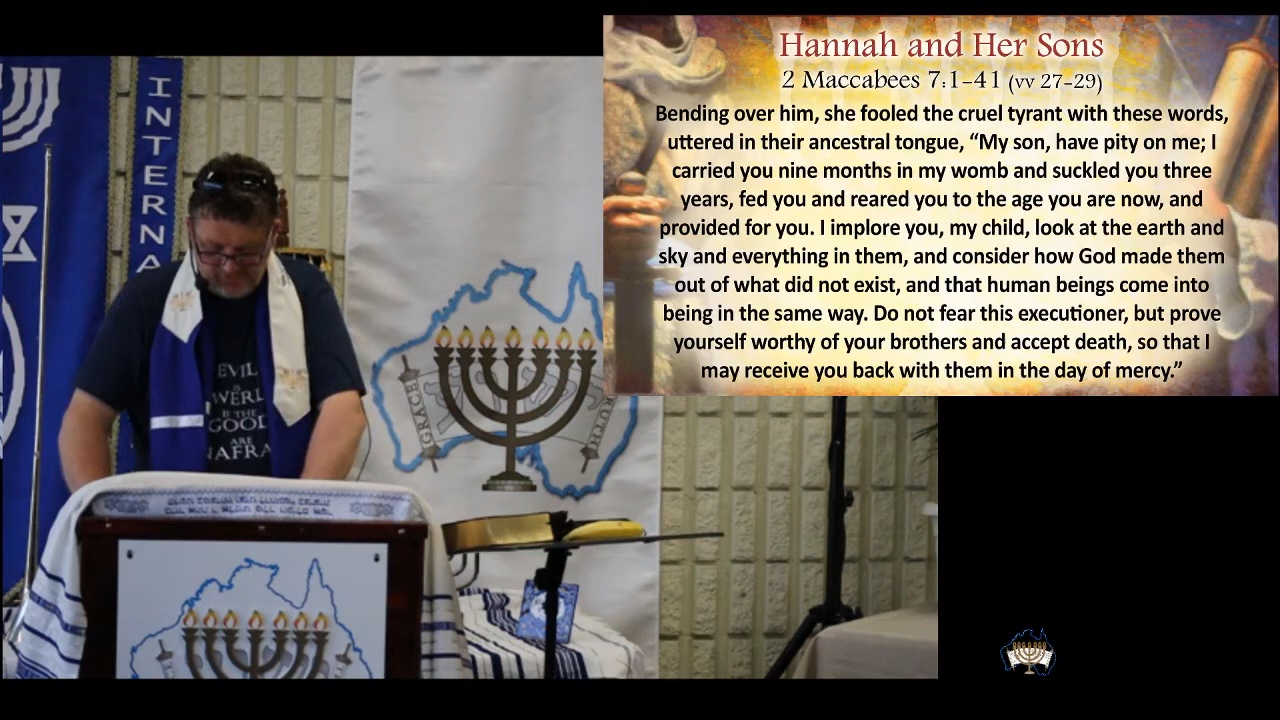 Hannah and Her Sons
2 Maccabees 7:1-41 (vv 27-29)
Bending over him, she fooled the cruel tyrant with these words,
uttered in their ancestral tongue, “My son, have pity on me; I
carried you nine months in my womb and suckled you three
years, fed you and reared you to the age you are now, and
provided for you. I implore you, my child, look at the earth and
sky and everything in them, and consider how God made them
out of what did not exist, and that human beings come into
being in the same way. Do not fear this executioner, but prove
yourself worthy of your brothers and accept death, so that I
may receive you back with them in the day of mercy.”
INTERNA
EVIL
IS
GOOD
ARE
GRACE
RUTH